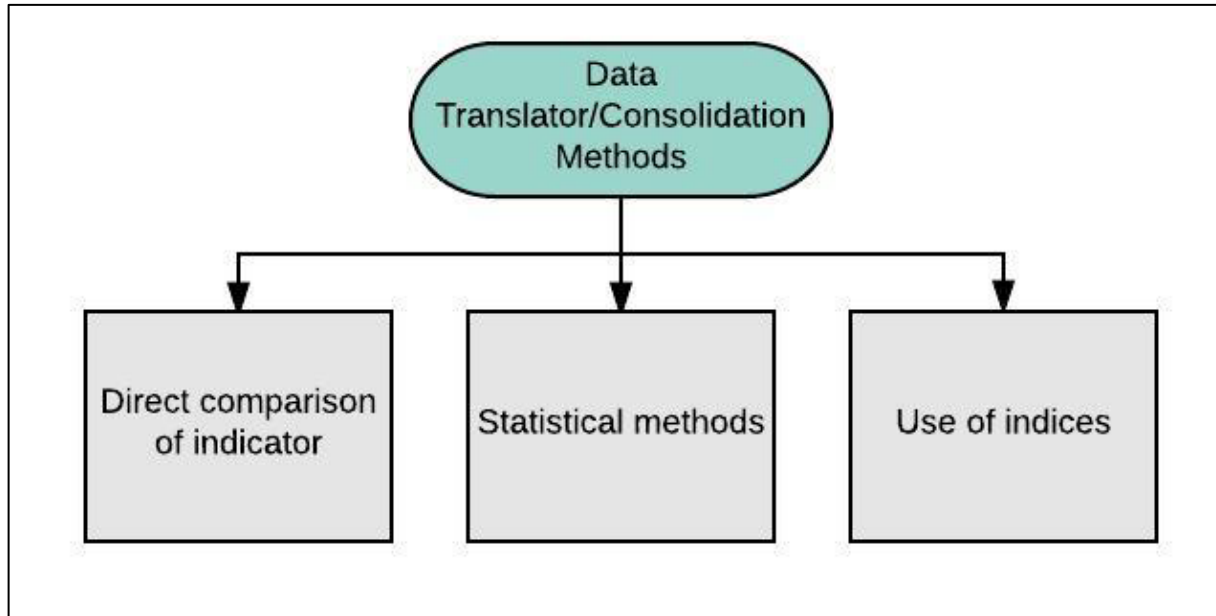 Data
Translator/Consolidation
Methods
Direct comparison
of indicator
Statistical methods
Use of indices